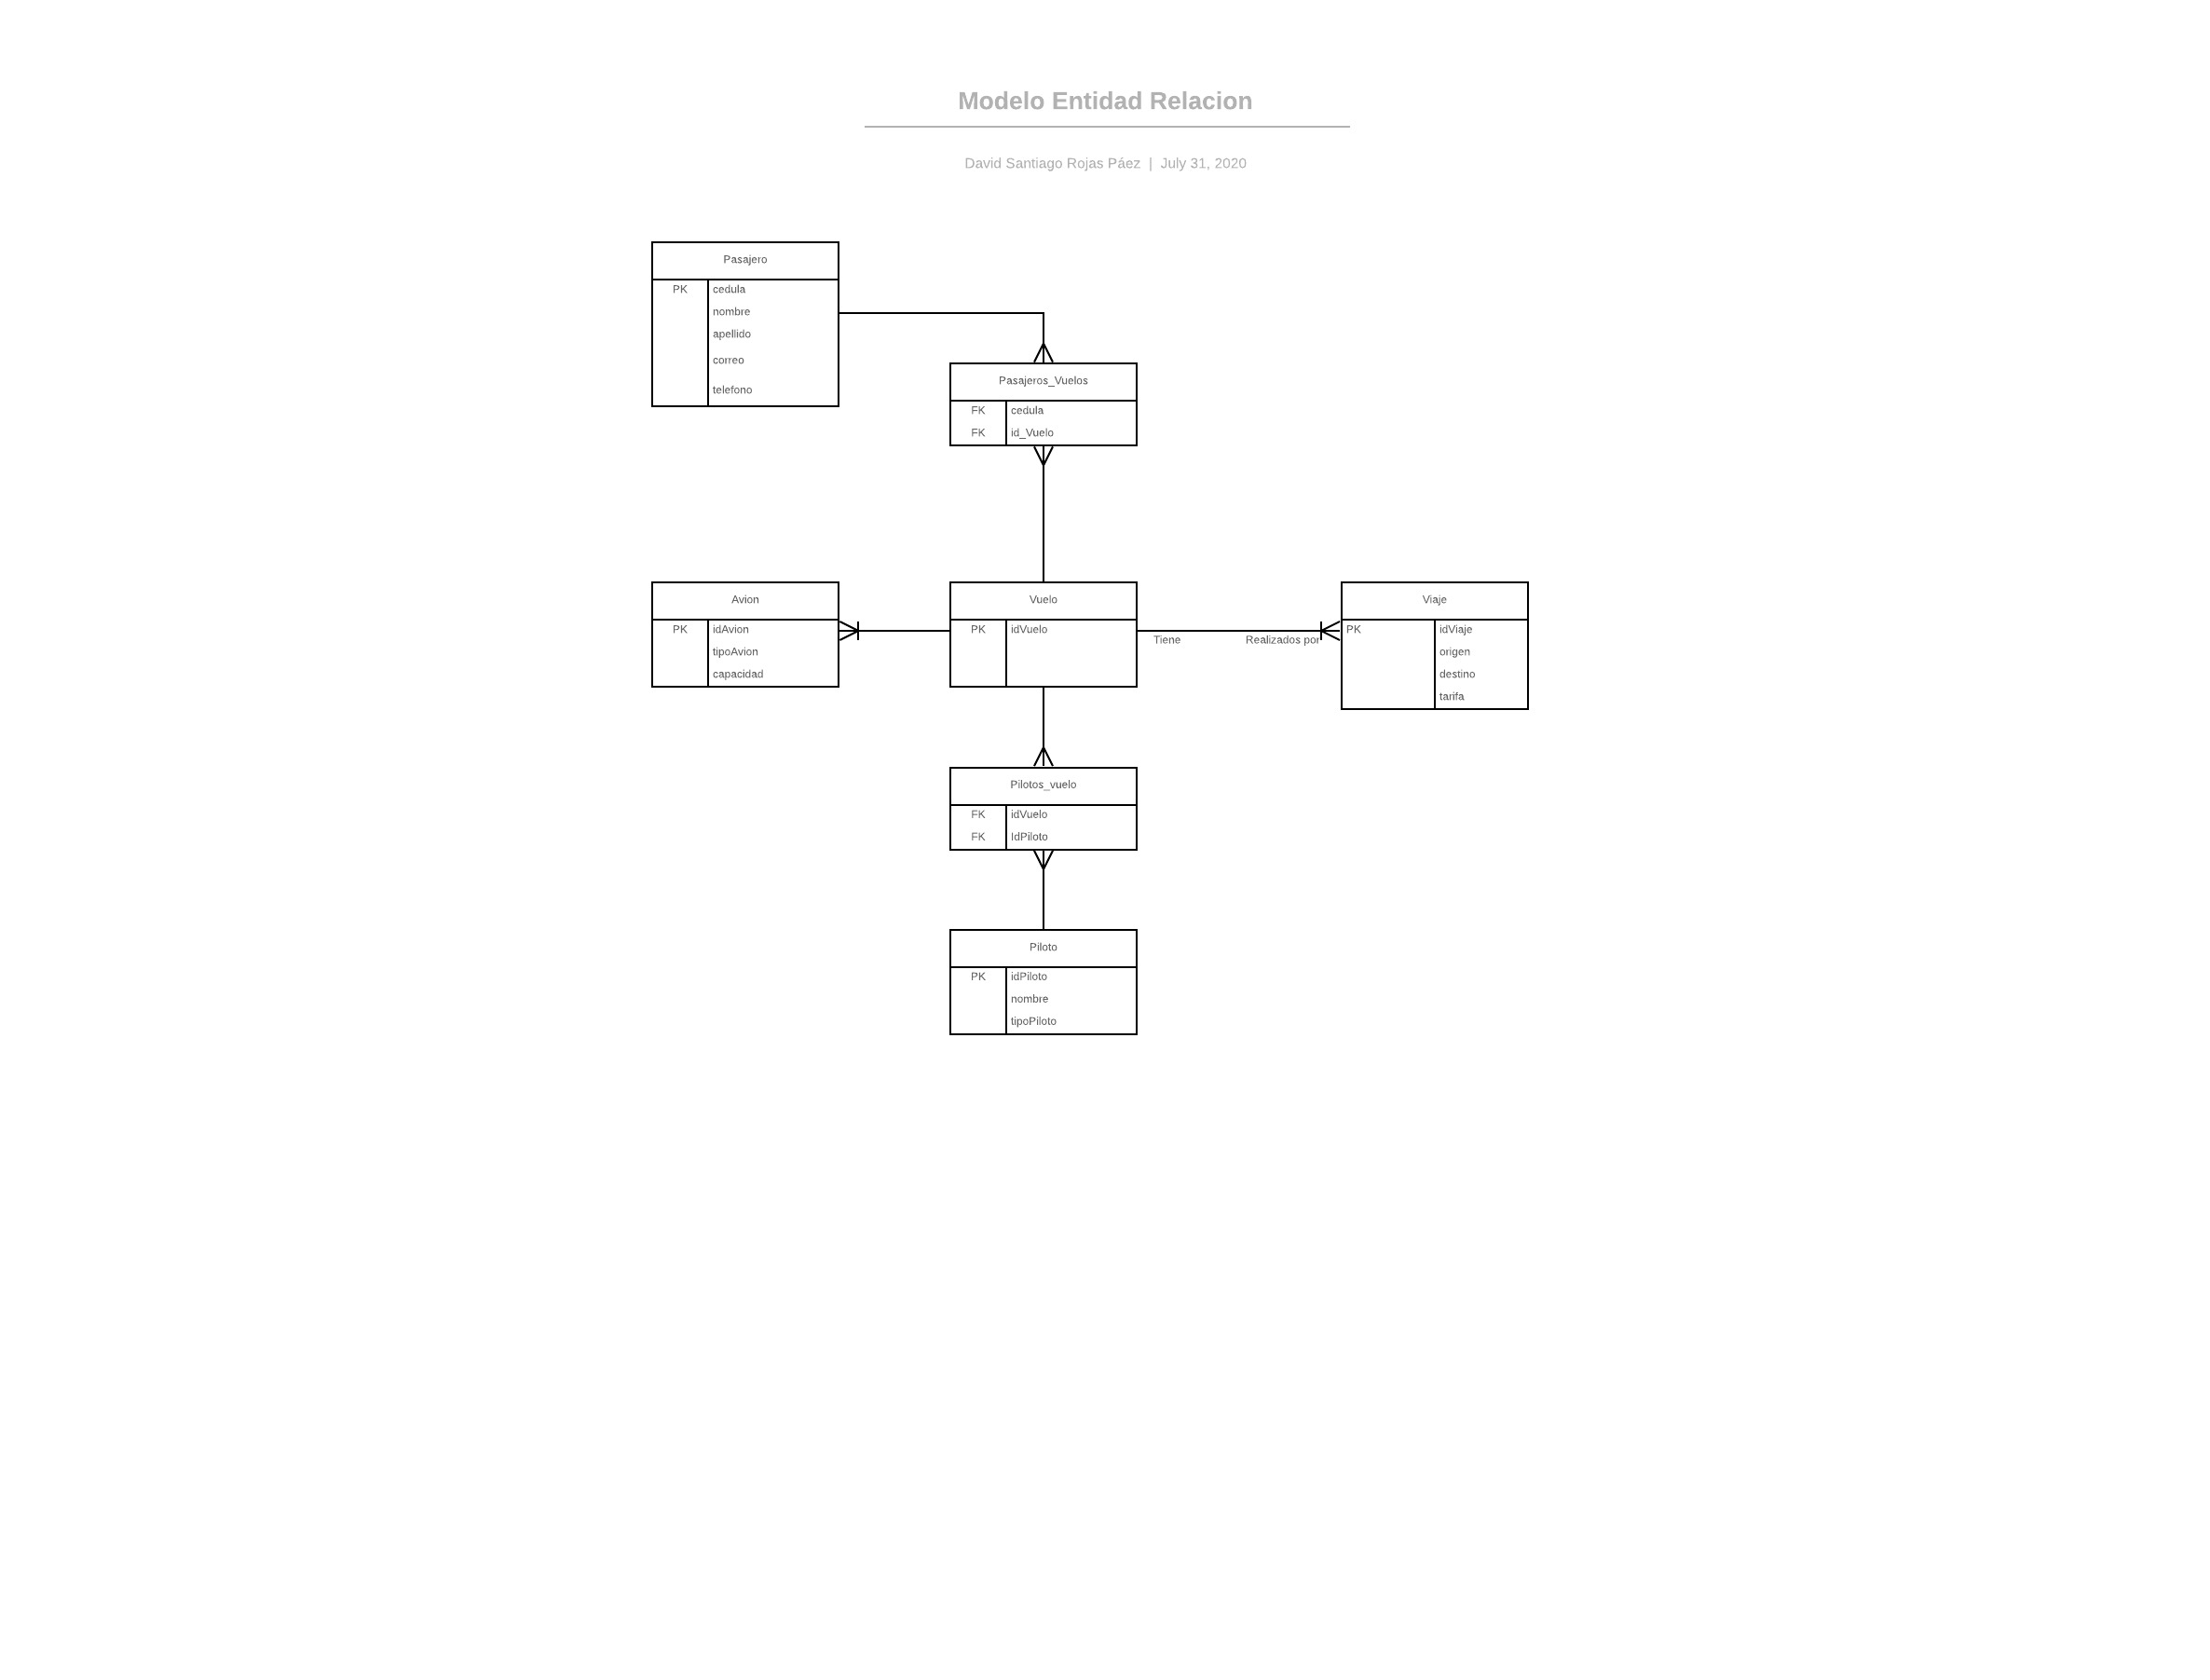 Modelo Entidad Relacion
David Santiago Rojas Páez | July 31, 2020
Pasajero
PK cedula
nombre
apellido
correo
telefono
Pasajeros_Vuelos
FK cedula
FK id_Vuelo
Avion
PK idAvion
tipoAvion
capacidad
Vuelo
PK idVuelo
Tiene Realizados por
Viaje
PK idViaje
origen
destino
tarifa
Pilotos_vuelo
FK idVuelo
FK IdPiloto
Piloto
PK idPiloto
nombre
tipoPiloto